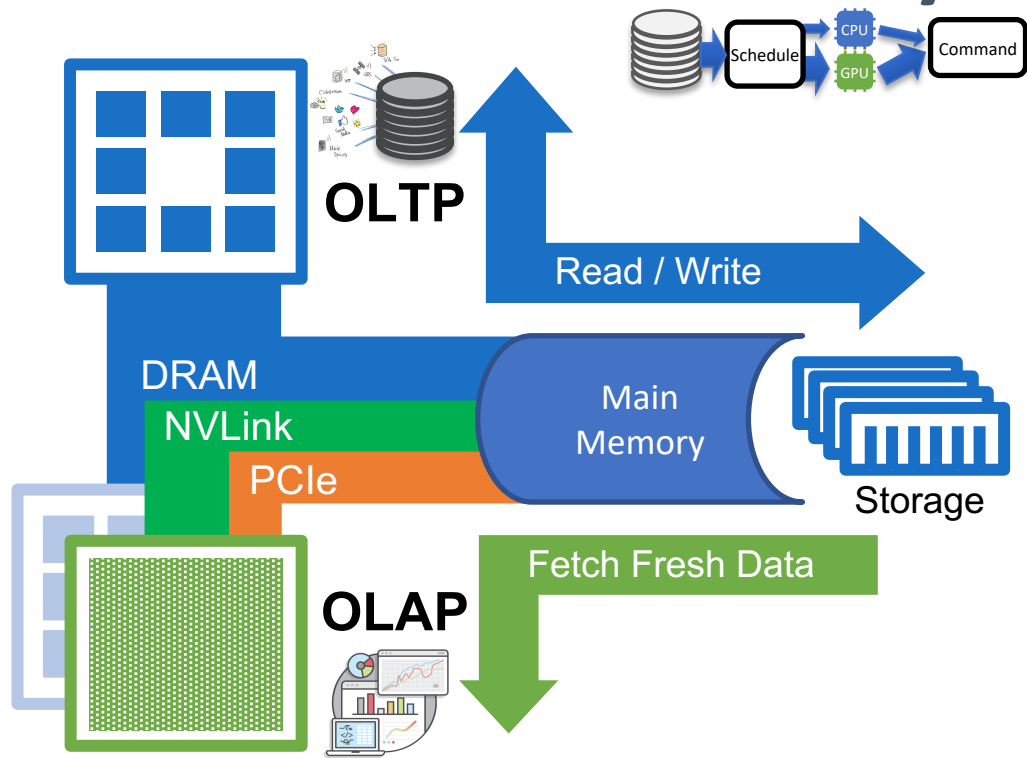 Schedule
CPU
GPU
Command
OLTP
Read / Write
DRAM
NVLink
PCIe
Main
Memory
Storage
Fetch Fresh Data
OLAP